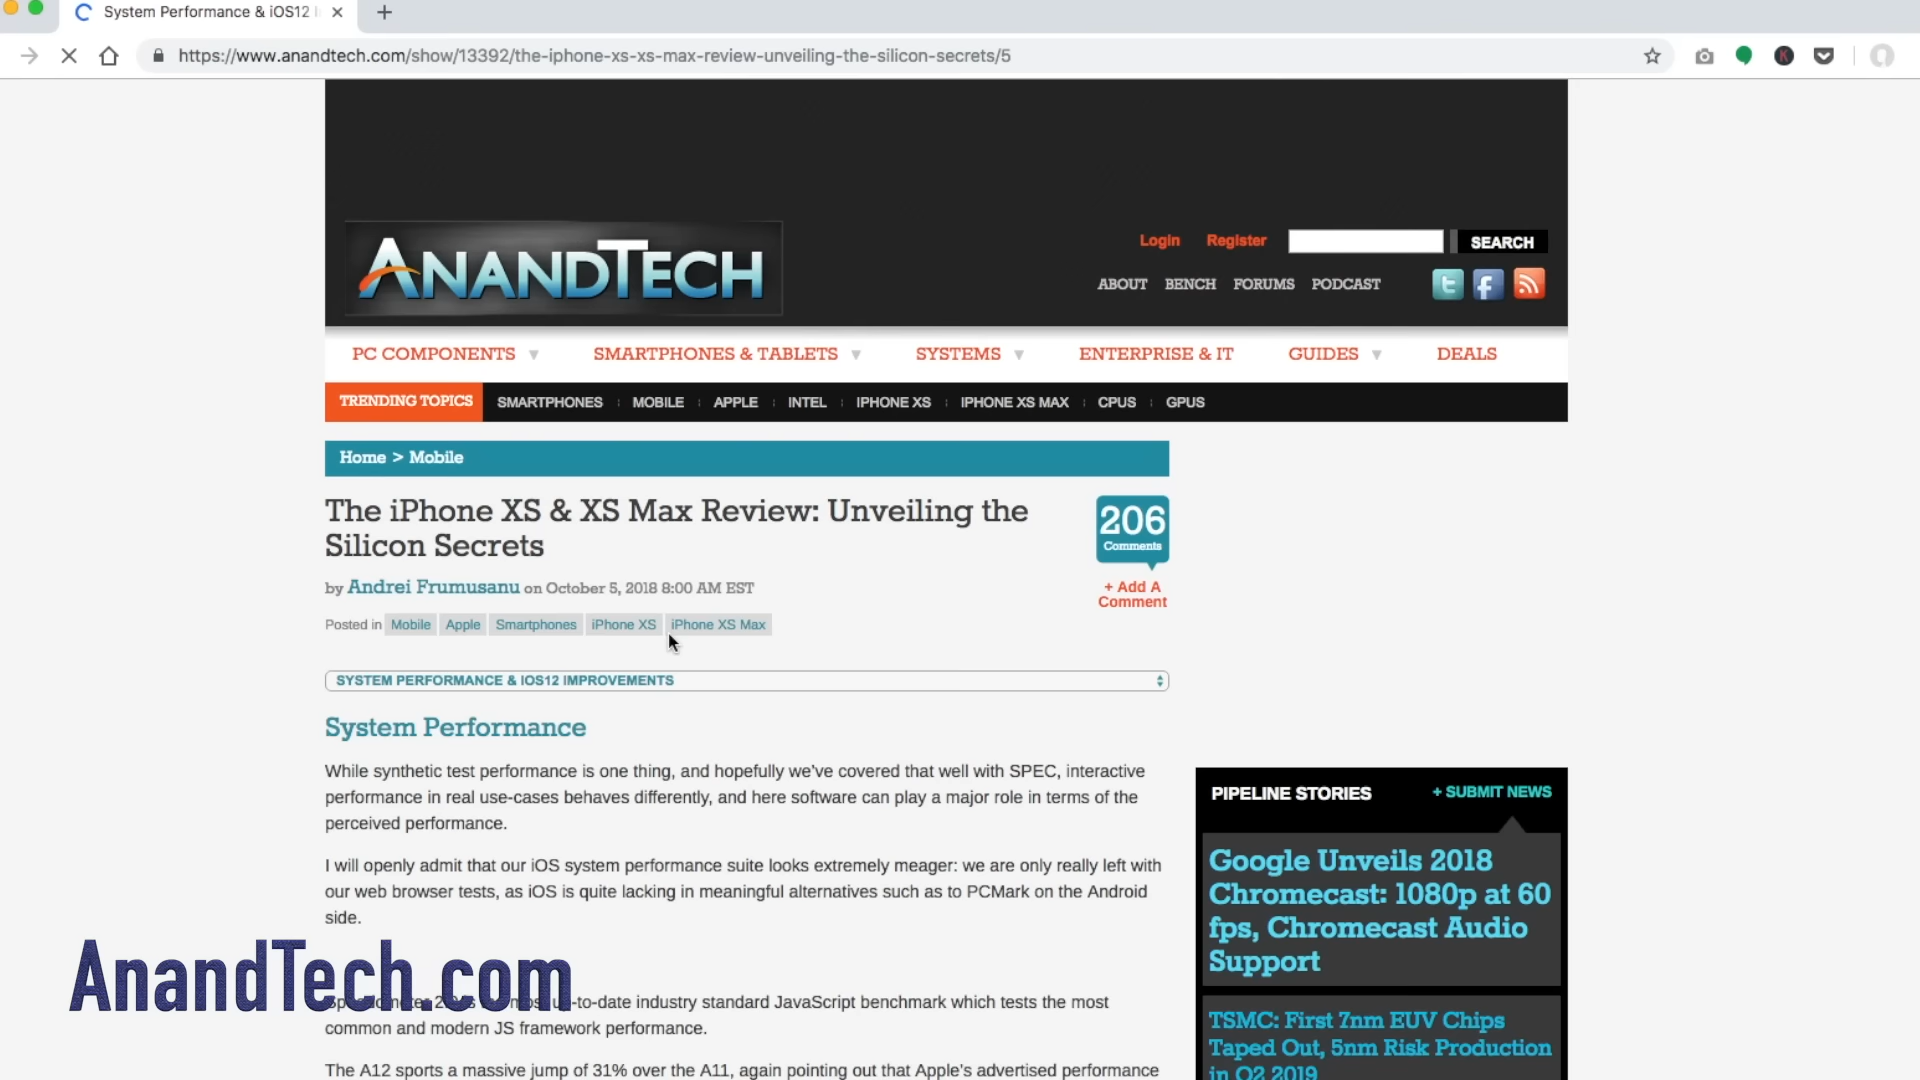 System Performance & iOS12 I
https://www.anandtech.com/show/13392/the-iphone-xs-xs-max-review-unveiling-the-silicon-secrets/5
K
ANANDTECH
Login Register SEARCH
ABOUT BENCH FORUMS PODCAST
PC COMPONENTS SMARTPHONES & TABLETS SYSTEMS ENTERPRISE & IT GUIDES DEALS
TRENDING TOPICS SMARTPHONES MOBILE APPLE INTEL IPHONE XS IPHONE XS MAX CPUS GPUS
Home > Mobile
The iPhone XS & XS Max Review: Unveiling the
Silicon Secrets
by Andrei Frumusanu on October 5, 2018 8:00 AM EST
206
Comments
+ Add A
Comment
Posted in Mobile Apple Smartphones iPhone XS iPhone XS Max
SYSTEM PERFORMANCE & IOS12 IMPROVEMENTS
System Performance
While synthetic test performance is one thing, and hopefully we've covered that well with SPEC, interactive
performance in real use-cases behaves differently, and here software can play a major role in terms of the
perceived performance.
I will openly admit that our iOS system performance suite looks extremely meager: we are only really left with
our web browser tests, as iOS is quite lacking in meaningful alternatives such as to PCMark on the Android
side.
-to-date industry standard JavaScript benchmark which tests the most
common and modern JS framework performance.
The A12 sports a massive jump of 31% over the A11, again pointing out that Apple's advertised performance
PIPELINE STORIES + SUBMIT NEWS
Google Unveils 2018
Chromecast: 1080p at 60
fps, Chromecast Audio
Support
TSMC: First 7nm EUV Chips
Taped Out, 5nm Risk Production
in Q2 2019
AnandTech.com